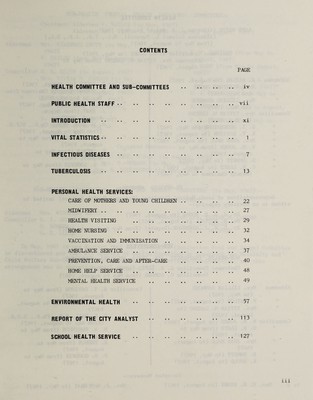 CONTENTS
PAGE
HEALTH COMMITTEE AND SUB-COMMITTEES .. .. .. .. iv
PUBLIC HEALTH STAFF .. .. .. .. .. .. .. .. vii
INTRODUCTION .. .. .. .. .. .. .. .. .. xi
VITAL STATISTICS .. .. .. .. .. .. .. .. .. 1
INFECTIOUS DISEASES .. .. .. .. .. .. .. .. 7
TUBERCULOSIS .. .. .. .. .. .. .. .. .. 13
PERSONAL HEALTH SERVICES:
CARE OF MOTHERS AND YOUNG CHILDREN .. .. .. .. 22
MIDWIFERY .. .. .. .. .. .. .. .. 27
HEALTH VISITING .. .. .. .. .. .. .. 29
HOME NURSING .. .. .. .. .. .. .. .. 32
VACCINATION AND IMMUNISATION .. .. .. .. .. 34
AMBULANCE SERVICE .. .. .. .. .. .. .. 37
PREVENTION, CARE AND AFTER-CARE .. .. .. .. 40
HOME HELP SERVICE .. .. .. .. .. .. .. 48
MENTAL HEALTH SERVICE .. .. .. .. .. .. 49
ENVIRONMENTAL HEALTH .. .. .. .. .. .. .. 57
REPORT OF THE CITY ANALYST .. .. .. .. .. .. 113
SCHOOL HEALTH SERVICE .. .. .. .. .. .. .. 127
iii